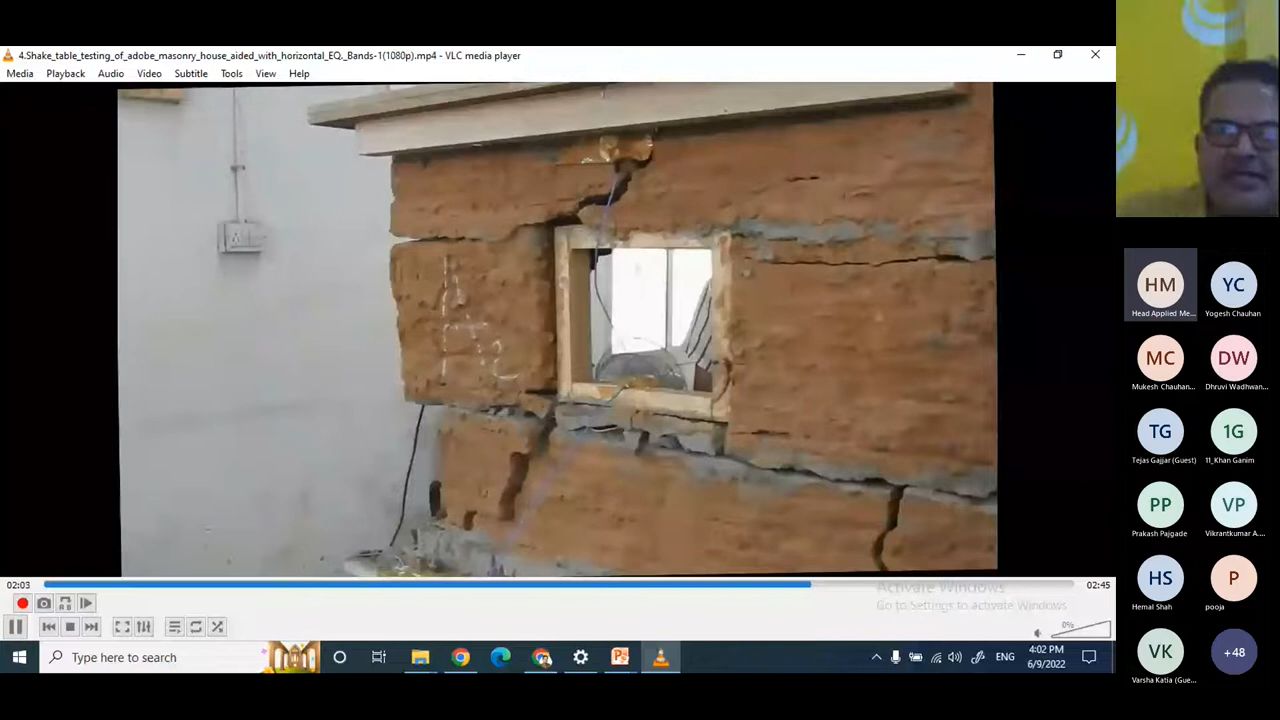 4.Shake_table_testing_of_adobe_masonry_house_aided_with_horizontal_EQ._Bands-1(1080p).mp4 - VLC media player
Media Playback Audio Video Subtitle Tools View Help
02:03
02:45
Activate Windows
Go to Settings to activate Windows
0%
Type here to search
ENG
4:02 PM
6/9/2022
HM
Head Applied Me...
YC
Yogesh Chauhan
MC
Mukesh Chauhan...
DW
Dhruvi Wadhwan...
TG
Tejas Gajjar (Guest)
1G
11_Khan Ganim
PP
Prakash Pajgade
VP
Vikrantkumar A....
HS
Hemal Shah
P
pooja
VK
Varsha Katia (Gue...
+48